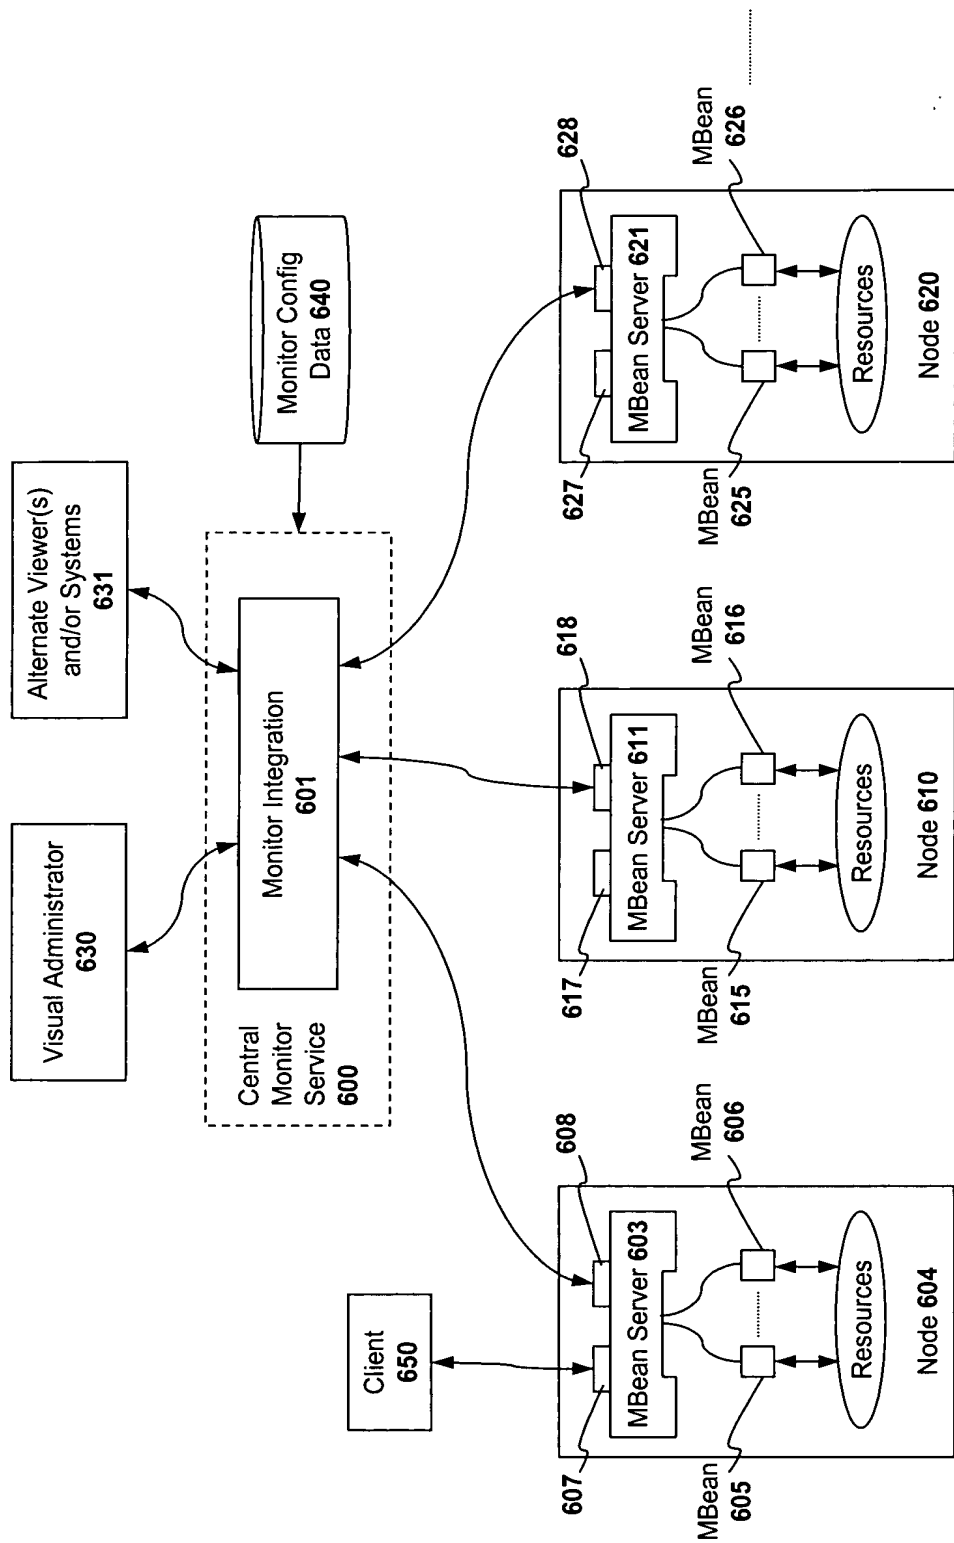 Visual Administrator
630
Alternate Viewer(s)
and/or Systems
631
Central
Monitor
Service
600
Monitor Integration
601
Monitor Config
Data 640
Client
650
607
608
MBean Server 603
MBean
605
MBean
606
Resources
Node 604
617
618
MBean Server 611
MBean
615
MBean
616
Resources
Node 610
627
628
MBean Server 621
MBean
625
MBean
626
Resources
Node 620